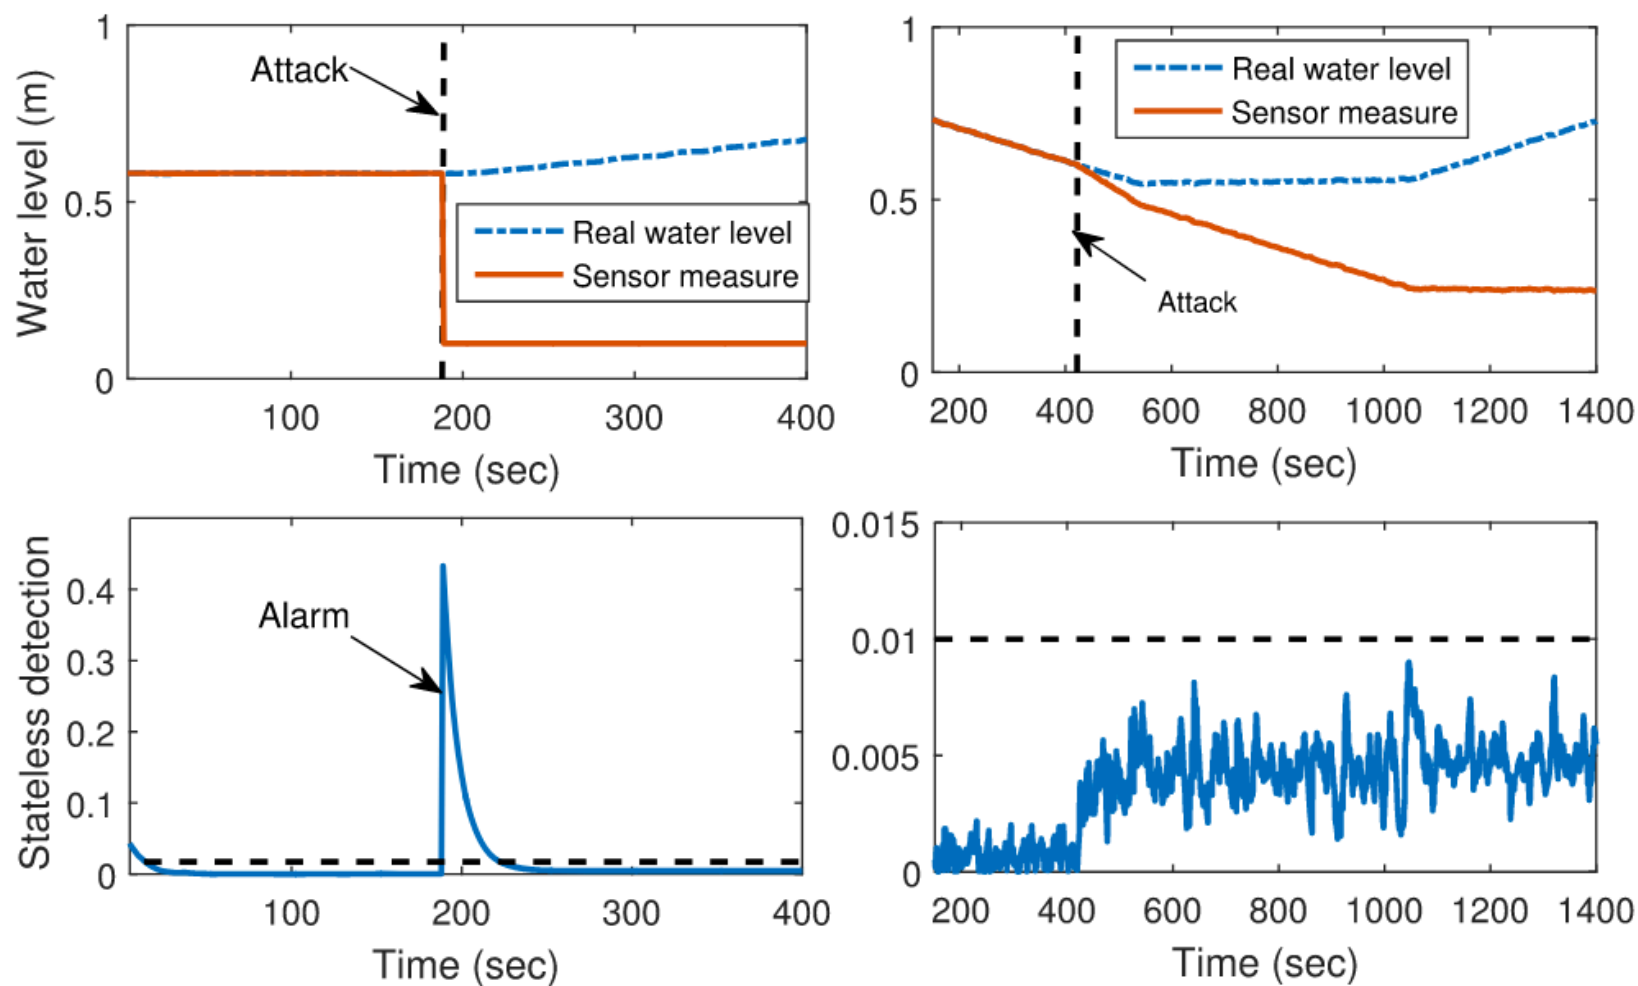 Water level (m)
1
0.5
0
Attack
Real water level
Sensor measure
100
200
300
400
Time (sec)
1
0.5
0
Real water level
Sensor measure
Attack
200
400
600
800
1000
1200
1400
Time (sec)
Stateless detection
0.4
0.3
0.2
0.1
0
Alarm
100
200
300
400
Time (sec)
0.015
0.01
0.005
0
200
400
600
800
1000
1200
1400
Time (sec)